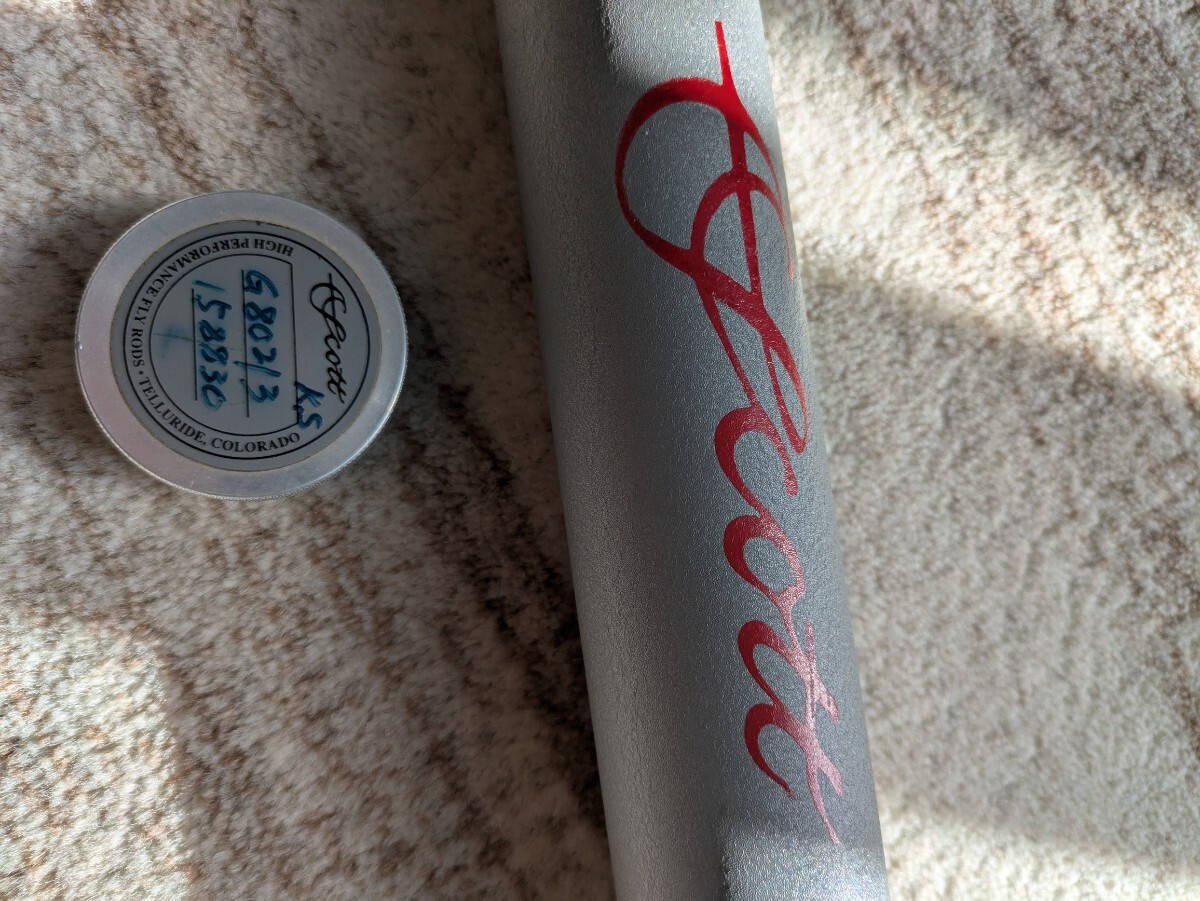 Scott
KS
G802/3
158830
HIGH PERFORMANCE FLY RODS • TELLURIDE, COLORADO
Scott